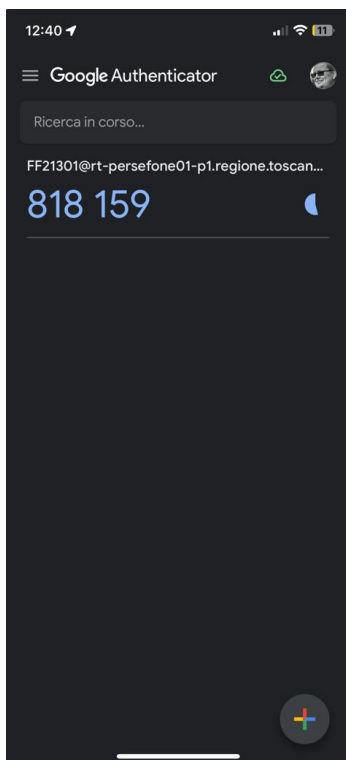 12:40
11
Google Authenticator
Ricerca in corso...
FF21301@rt-persefone01-p1.regione.toscan...
818 159